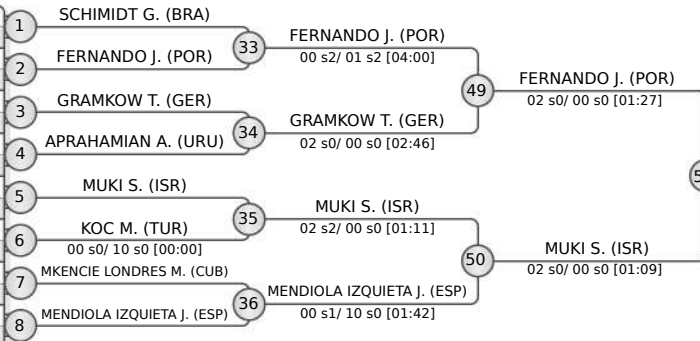 1
SCHIMIDT G. (BRA)
2
FERNANDO J. (POR)
33
FERNANDO J. (POR)
00 s2/ 01 s2 [04:00]
3
GRAMKOW T. (GER)
4
APRAHAMIAN A. (URU)
34
GRAMKOW T. (GER)
02 s0/ 00 s0 [02:46]
49
FERNANDO J. (POR)
02 s0/ 00 s0 [01:27]
5
MUKI S. (ISR)
6
KOC M. (TUR)
00 s0/ 10 s0 [00:00]
35
MUKI S. (ISR)
02 s2/ 00 s0 [01:11]
7
MKENCIE LONDRES M. (CUB)
8
MENDIOLA IZQUIETA J. (ESP)
36
MENDIOLA IZQUIETA J. (ESP)
00 s1/ 10 s0 [01:42]
50
MUKI S. (ISR)
02 s0/ 00 s0 [01:09]